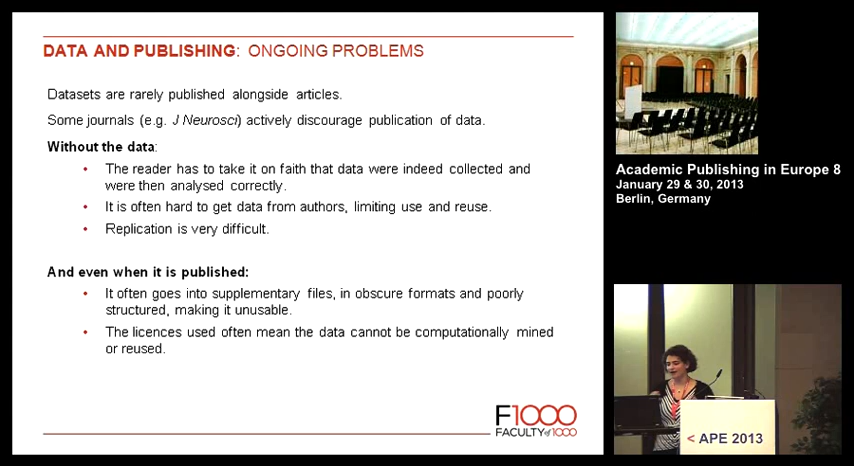 DATA AND PUBLISHING: ONGOING PROBLEMS
Datasets are rarely published alongside articles.
Some journals (e.g. J Neurosci) actively discourage publication of data.
Without the data:
• The reader has to take it on faith that data were indeed collected and
were then analysed correctly.
• It is often hard to get data from authors, limiting use and reuse.
• Replication is very difficult.
And even when it is published:
• It often goes into supplementary files, in obscure formats and poorly
structured, making it unusable.
• The licences used often mean the data cannot be computationally mined
or reused.
F1000
FACULTY of 1000
Academic Publishing in Europe 8
January 29 & 30, 2013
Berlin, Germany
< APE 2013